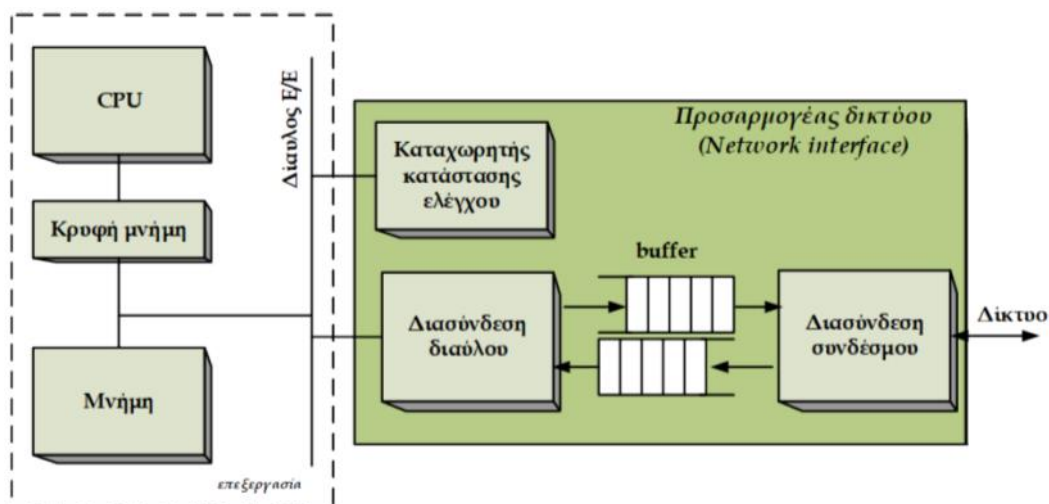 CPU
Κρυφή μνήμη
Μνήμη
επεξεργασία
Δίαυλος Ε/Ε
Προσαρμογέας δικτύου
(Network interface)
Καταχωρητής
κατάστασης
ελέγχου
buffer
Διασύνδεση
διαύλου
Διασύνδεση
συνδέσμου
Δίκτυο